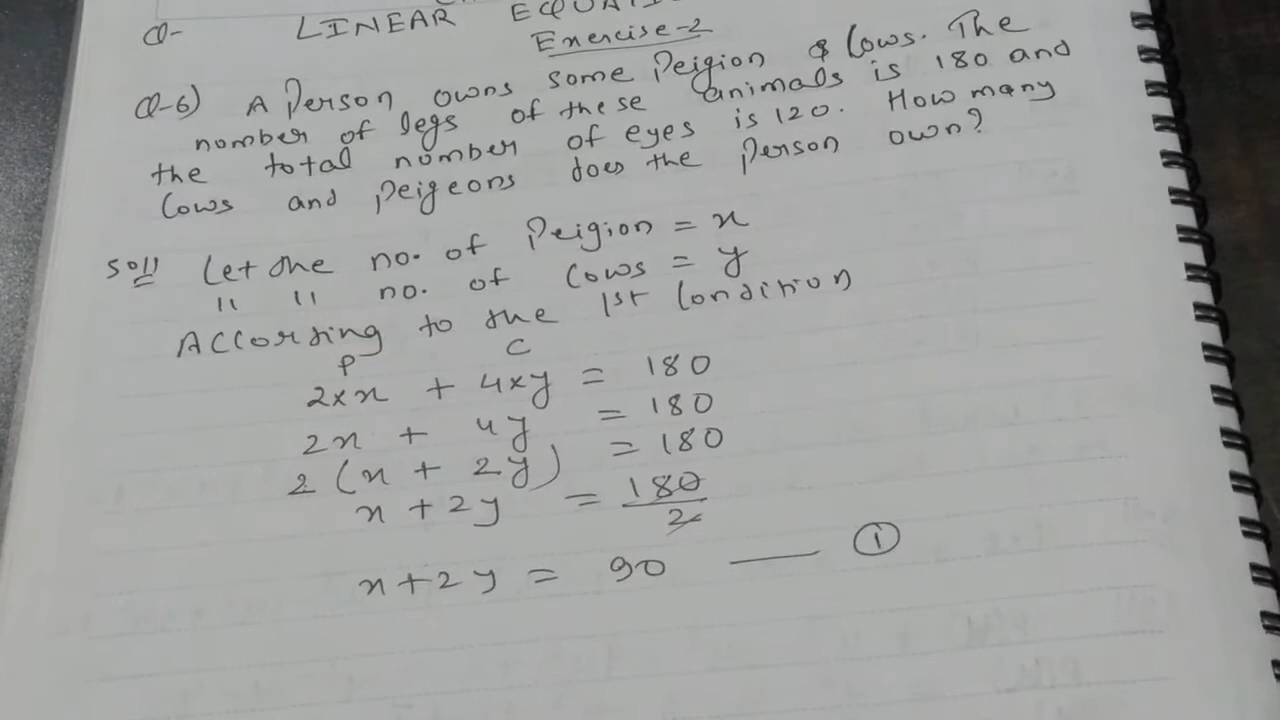 Q- LINEAR
Exercise-2
Q-6) A Person owns some Peigion & Cows. The
number of legs of these animals is 180 and
the total number of eyes is 120. How many
Cows and Peigeons does the Person own?
Soll Let the no. of Peigion = x
" " no. of Cows = y
According to the 1st Condition
P C
2×x + 4×y = 180
2x + 4y = 180
2 (x + 2y) = 180
x + 2y = 180/2
x + 2y = 90 — ①